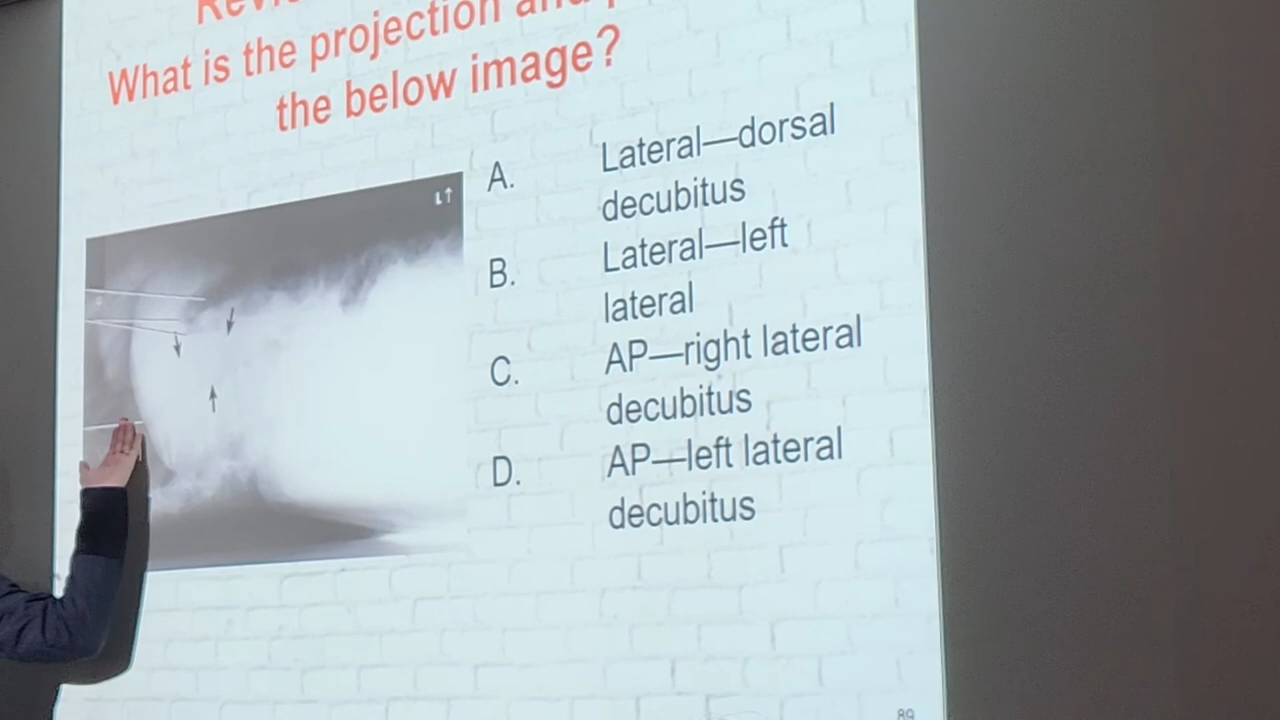 What is the projection and
the below image?
L↑
A. Lateral—dorsal
decubitus
B. Lateral—left
lateral
C. AP—right lateral
decubitus
D. AP—left lateral
decubitus
89